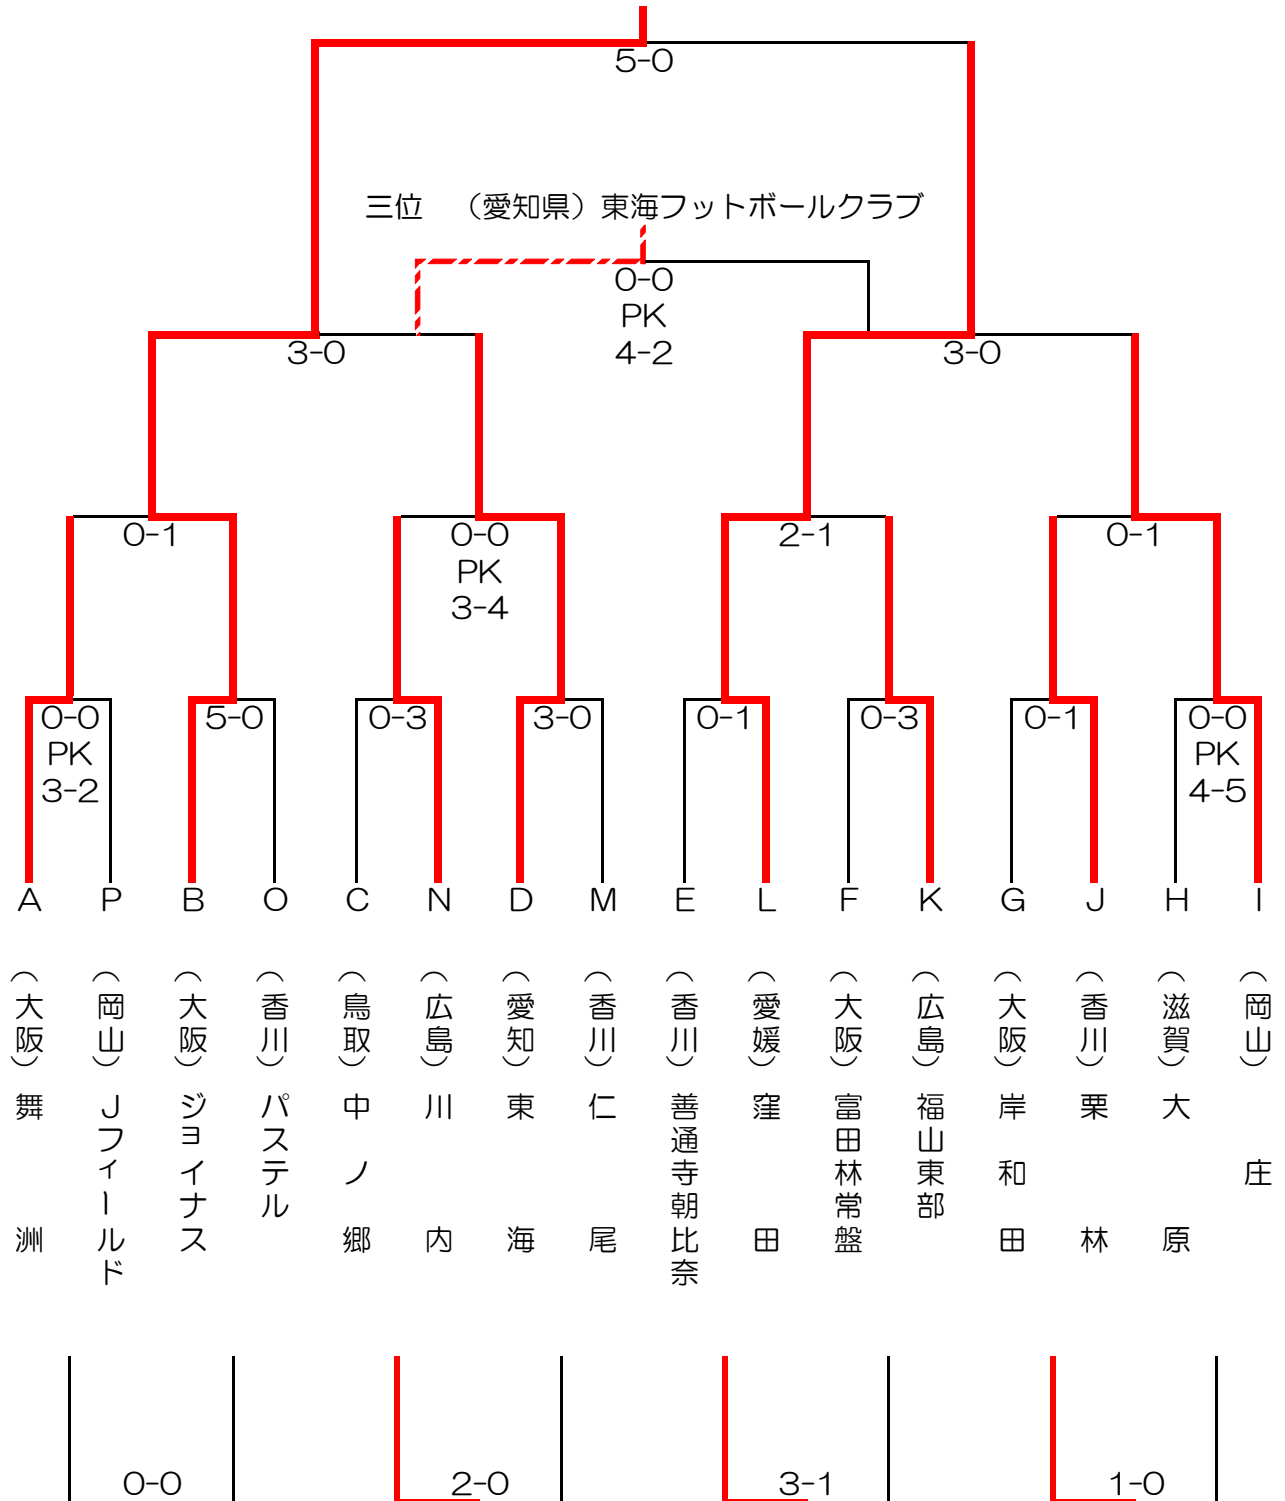 5-0
三位 （愛知県）東海フットボールクラブ
0-0
PK
4-2
3-0
3-0
0-1
0-0
PK
3-4
2-1
0-1
0-0
PK
3-2
5-0
0-3
3-0
0-1
0-3
0-1
0-0
PK
4-5
A P B O C N D M E L F K G J H I
（大阪）舞洲
（岡山）Jフィールド
（大阪）ジョイナス
（香川）パステル
（鳥取）中ノ郷
（広島）川内
（愛知）東海
（香川）仁尾
（香川）善通寺朝比奈
（愛媛）窪田
（大阪）富田林常盤
（広島）福山東部
（大阪）岸和田
（香川）栗林
（滋賀）大原
（岡山）庄
0-0
2-0
3-1
1-0